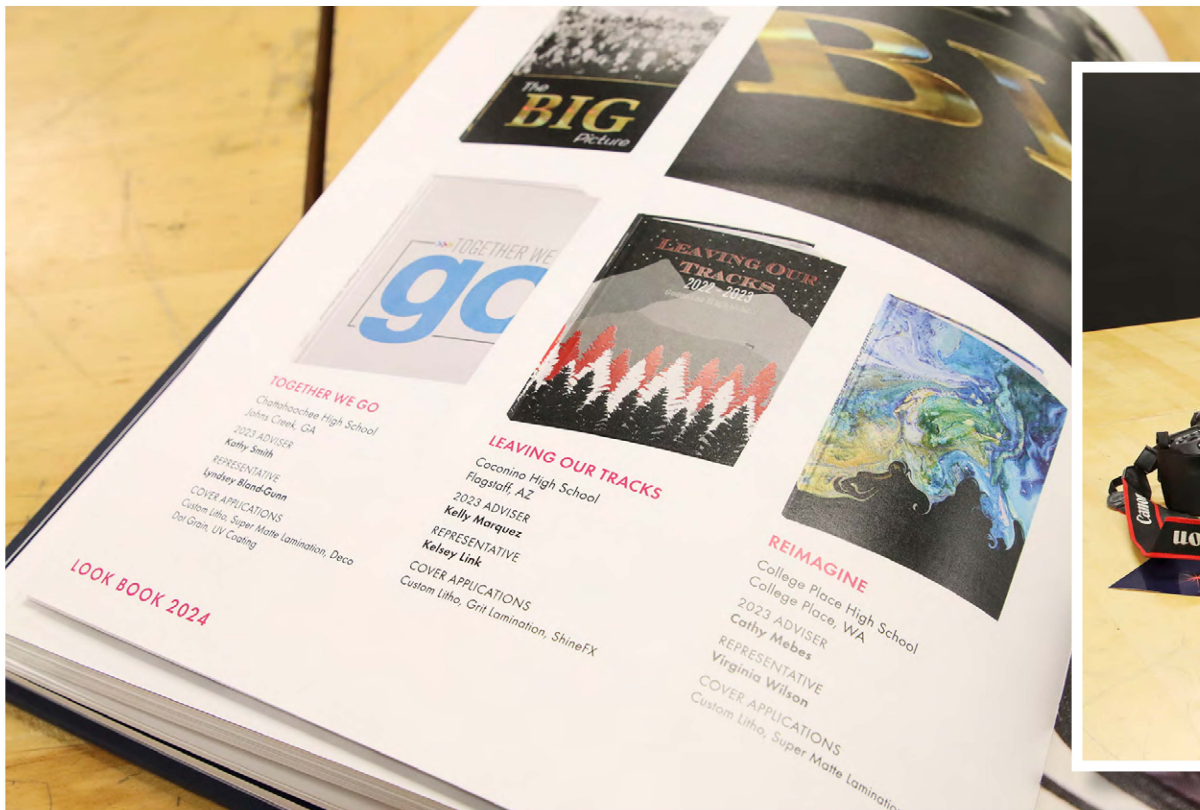 The
BIG
Picture
BI
TOGETHER WE
go
LEAVING OUR
TRACKS
2022 - 2023
TOGETHER WE GO
Chattahoochee High School
Johns Creek, GA
2023 ADVISER
Kathy Smith
REPRESENTATIVE
Lyndsey Bland-Gunn
COVER APPLICATIONS
Custom Litho, Super Matte Lamination, Deco
Dot Grain, UV Coating
LEAVING OUR TRACKS
Coconino High School
Flagstaff, AZ
2023 ADVISER
Kelly Marquez
REPRESENTATIVE
Kelsey Link
COVER APPLICATIONS
Custom Litho, Grit Lamination, ShineFX
REIMAGINE
College Place High School
College Place, WA
2023 ADVISER
Cathy Mebes
REPRESENTATIVE
Virginia Wilson
COVER APPLICATIONS
Custom Litho, Super Matte Lamination
LOOK BOOK 2024
Canon